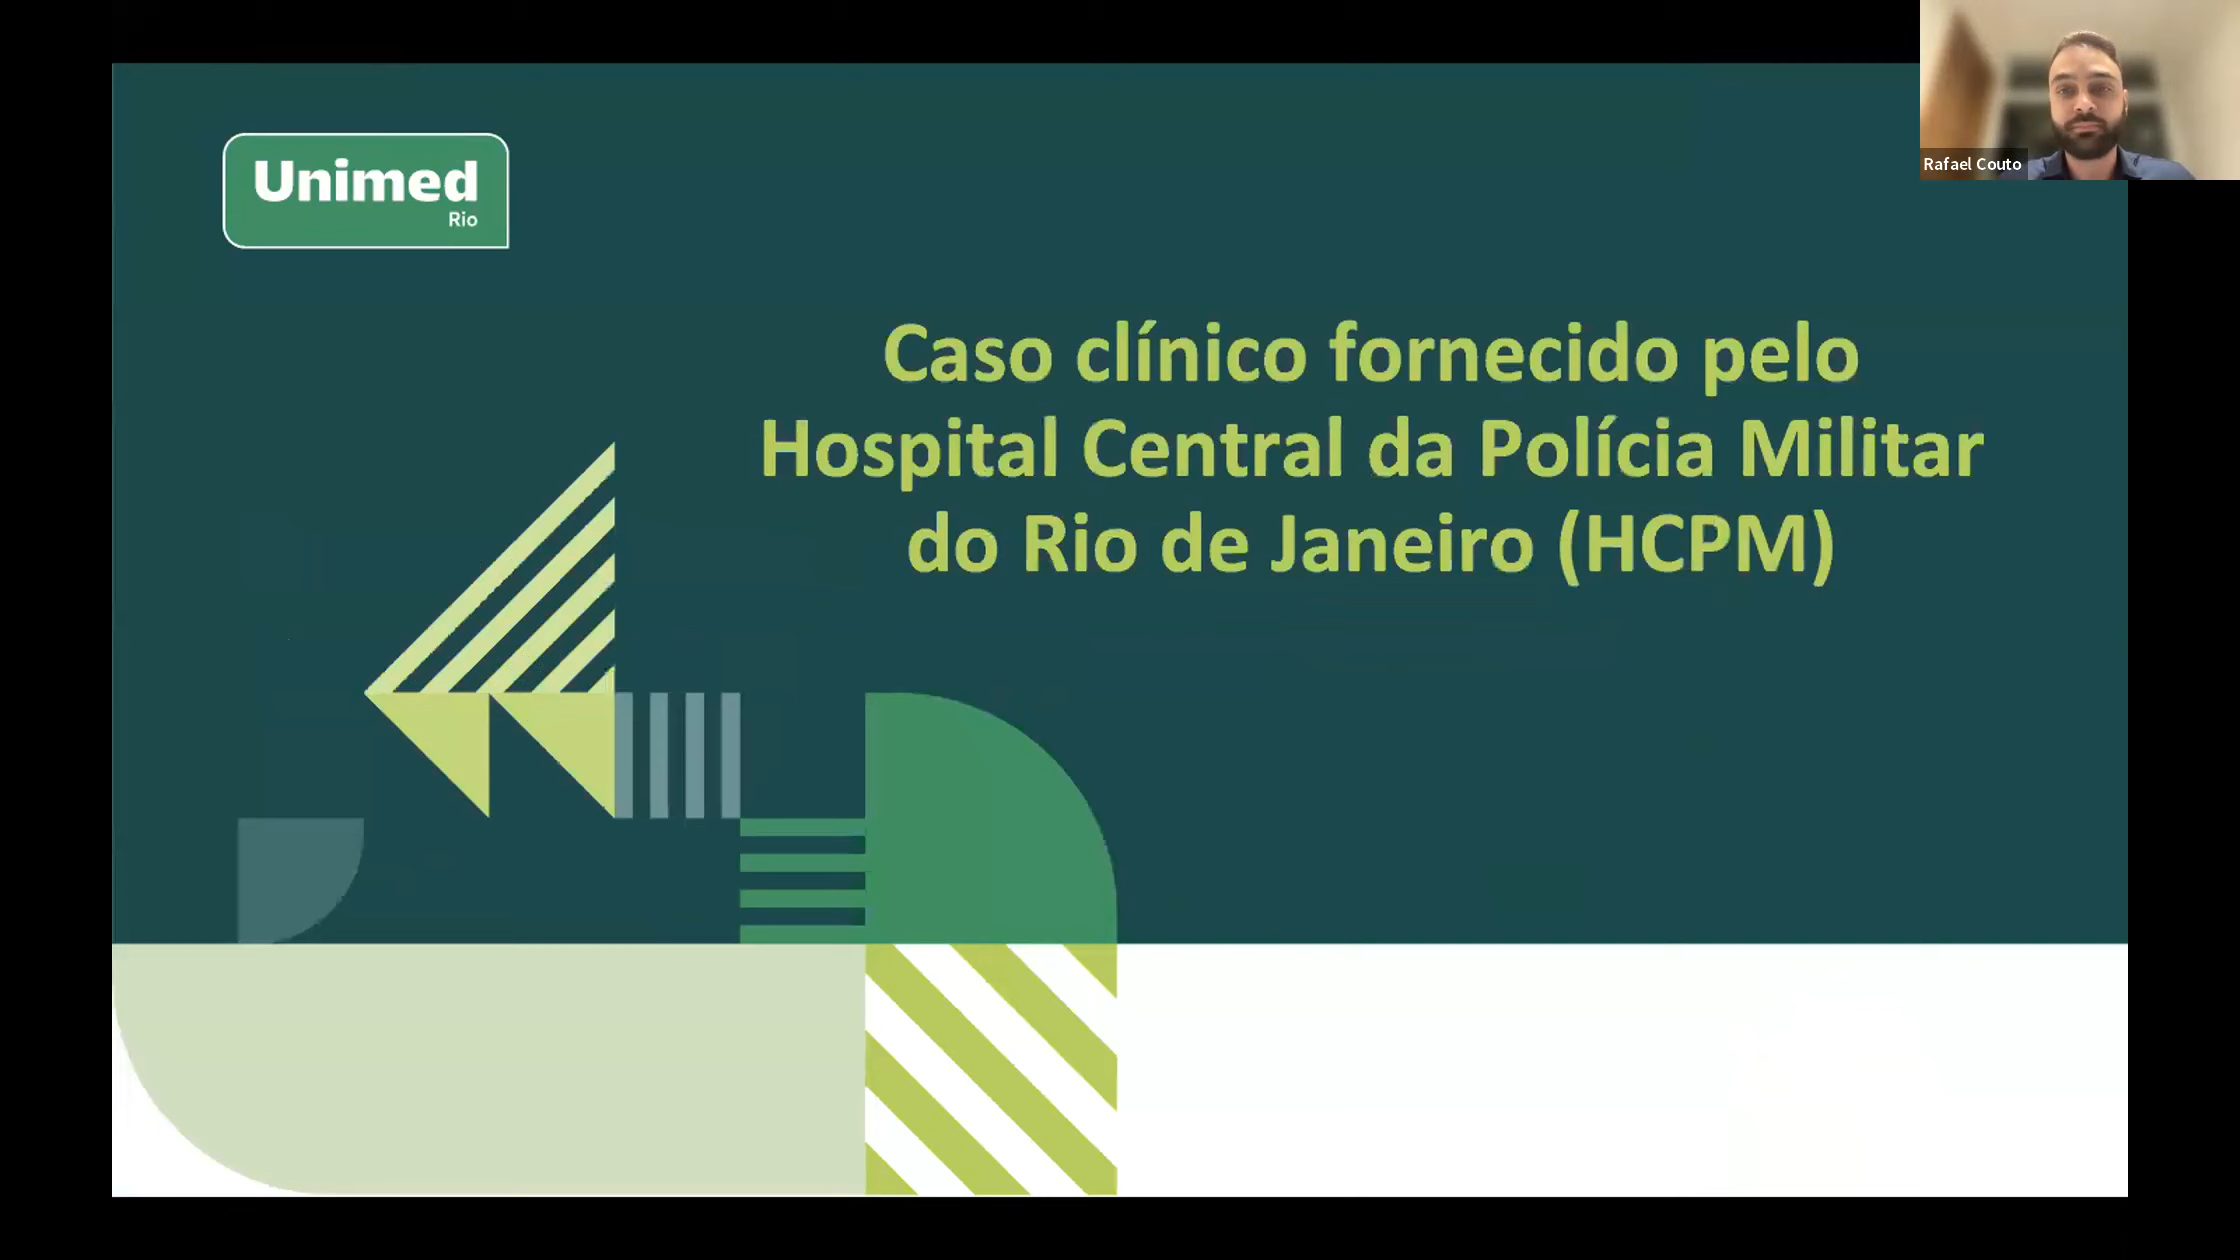 Unimed
Rio
Caso clínico fornecido pelo
Hospital Central da Polícia Militar
do Rio de Janeiro (HCPM)
Rafael Couto